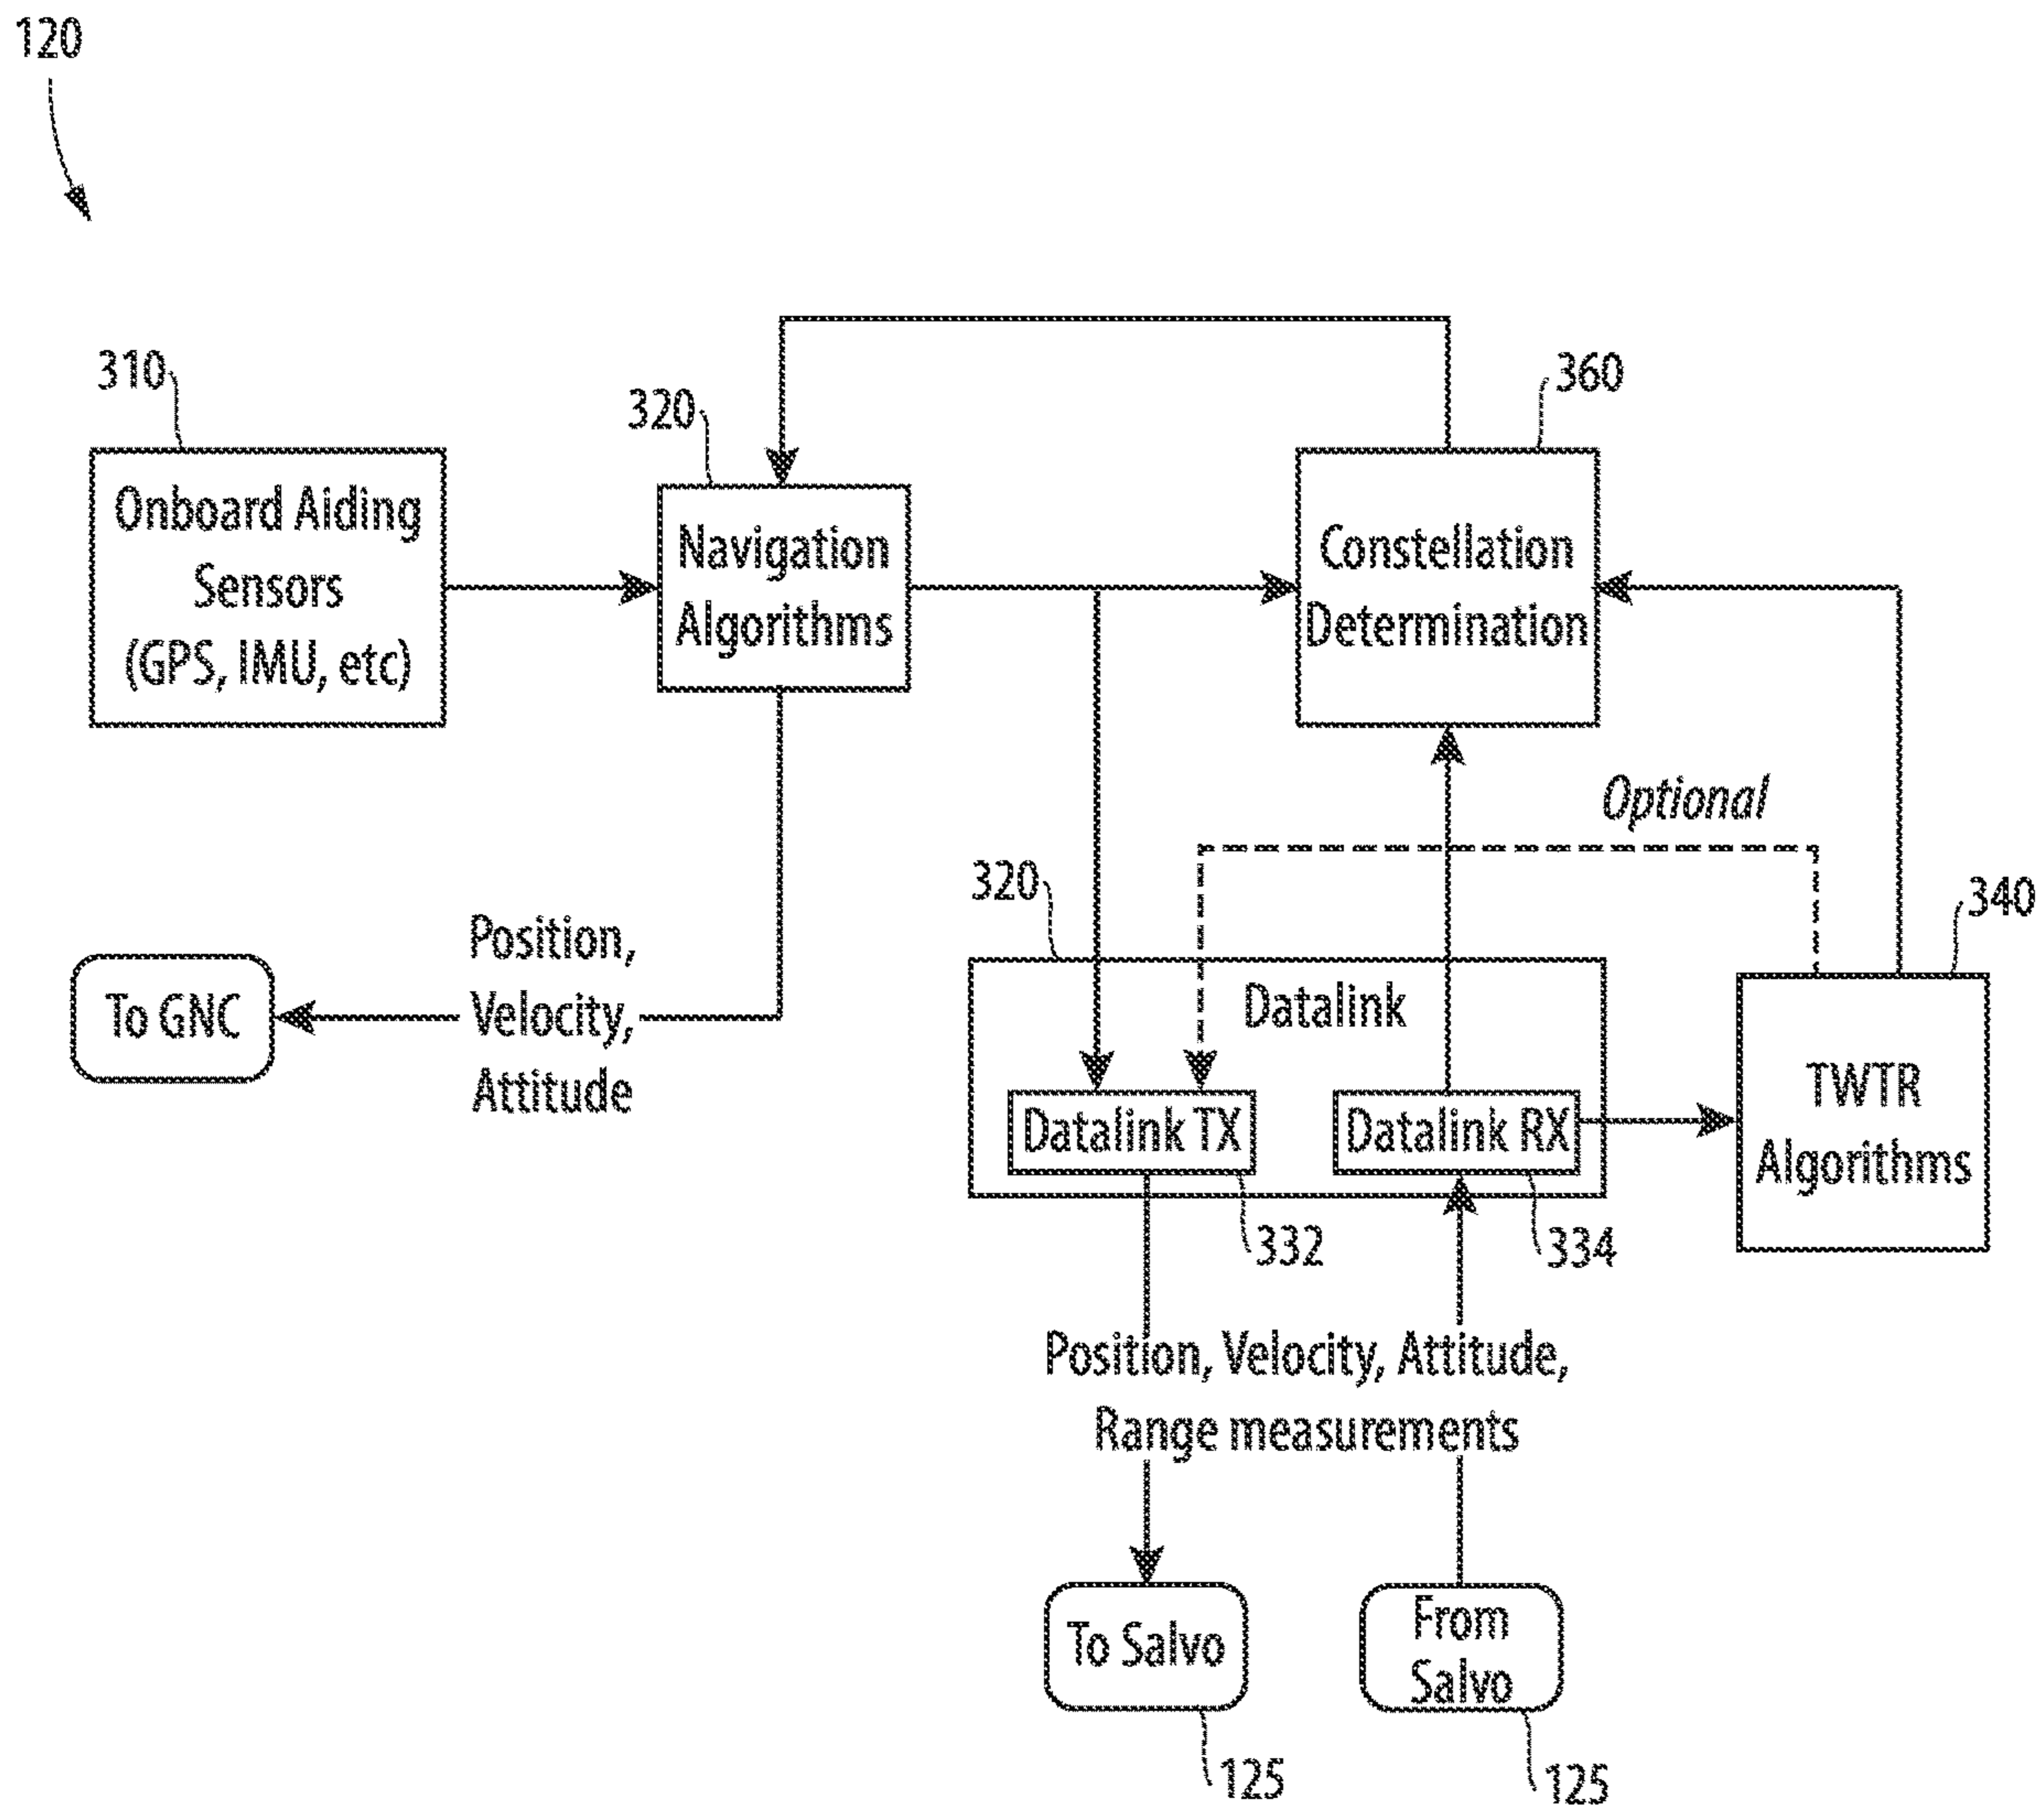 120
310
320
360
Onboard Aiding
Sensors
(GPS, IMU, etc)
Navigation
Algorithms
Constellation
Determination
Optional
320
340
Position,
Velocity,
Attitude
To GNC
Datalink
Datalink TX
Datalink RX
TWTR
Algorithms
332
334
Position, Velocity, Attitude,
Range measurements
To Salvo
From
Salvo
125
125